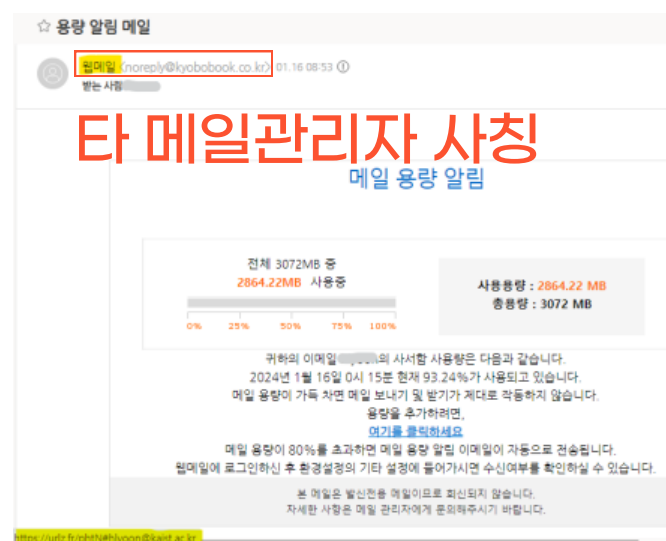 ☆ 용량 알림 메일
웹메일 <noreply@kyobobook.co.kr> 01.16 08:53
받는 사람
타 메일관리자 사칭
메일 용량 알림
전체 3072MB 중
2864.22MB 사용중
0% 25% 50% 75% 100%
사용용량 : 2864.22 MB
총용량 : 3072 MB
귀하의 이메일 의 사서함 사용량은 다음과 같습니다.
2024년 1월 16일 0시 15분 현재 93.24%가 사용되고 있습니다.
메일 용량이 가득 차면 메일 보내기 및 받기가 제대로 작동하지 않습니다.
용량을 추가하려면,
여기를 클릭하세요
메일 용량이 80%를 초과하면 메일 용량 알림 이메일이 자동으로 전송됩니다.
웹메일에 로그인하신 후 환경설정의 기타 설정에 들어가시면 수신여부를 확인하실 수 있습니다.
본 메일은 발신전용 메일이므로 회신되지 않습니다.
자세한 사항은 메일 관리자에게 문의해주시기 바랍니다.